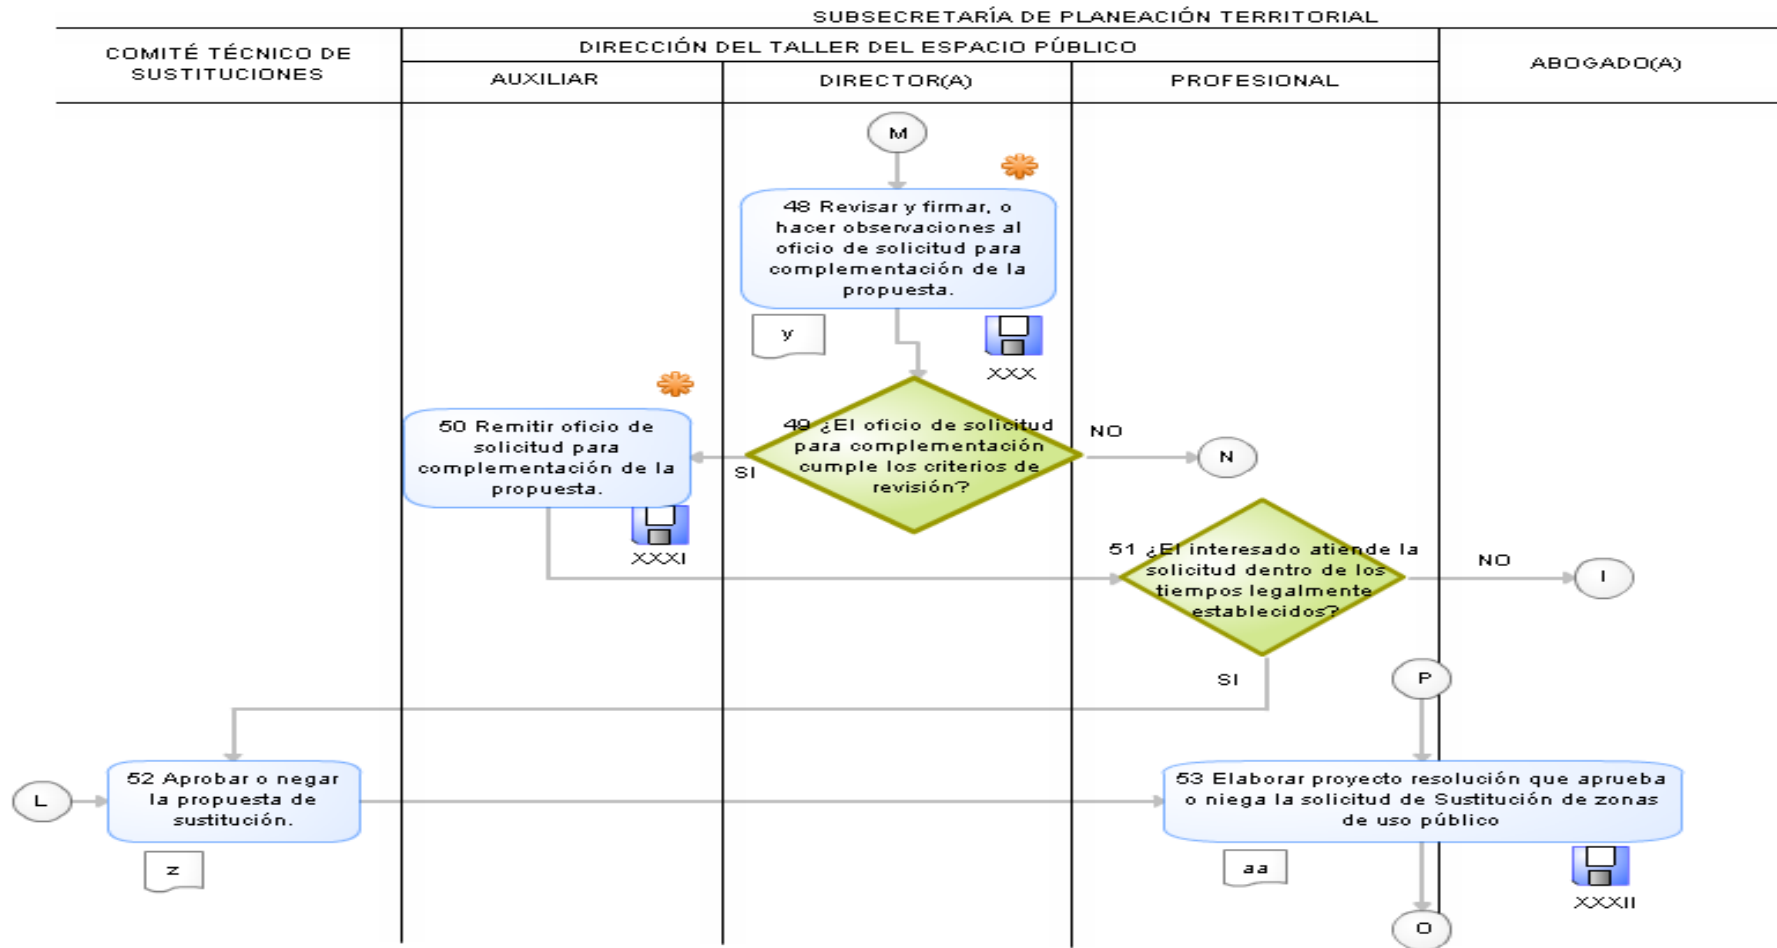 SUBSECRETARÍA DE PLANEACIÓN TERRITORIAL
COMITÉ TÉCNICO DE
SUSTITUCIONES
DIRECCIÓN DEL TALLER DEL ESPACIO PÚBLICO
ABOGADO(A)
AUXILIAR
DIRECTOR(A)
PROFESIONAL
M
48 Revisar y firmar, o
hacer observaciones al
oficio de solicitud para
complementación de la
propuesta.
y
XXX
50 Remitir oficio de
solicitud para
complementación de la
propuesta.
XXXI
SI
49 ¿El oficio de solicitud
para complementación
cumple los criterios de
revisión?
NO
N
51 ¿El interesado atiende la
solicitud dentro de los
tiempos legalmente
establecidos?
NO
I
SI
P
L
52 Aprobar o negar
la propuesta de
sustitución.
z
53 Elaborar proyecto resolución que aprueba
o niega la solicitud de Sustitución de zonas
de uso público
aa
XXXII
O